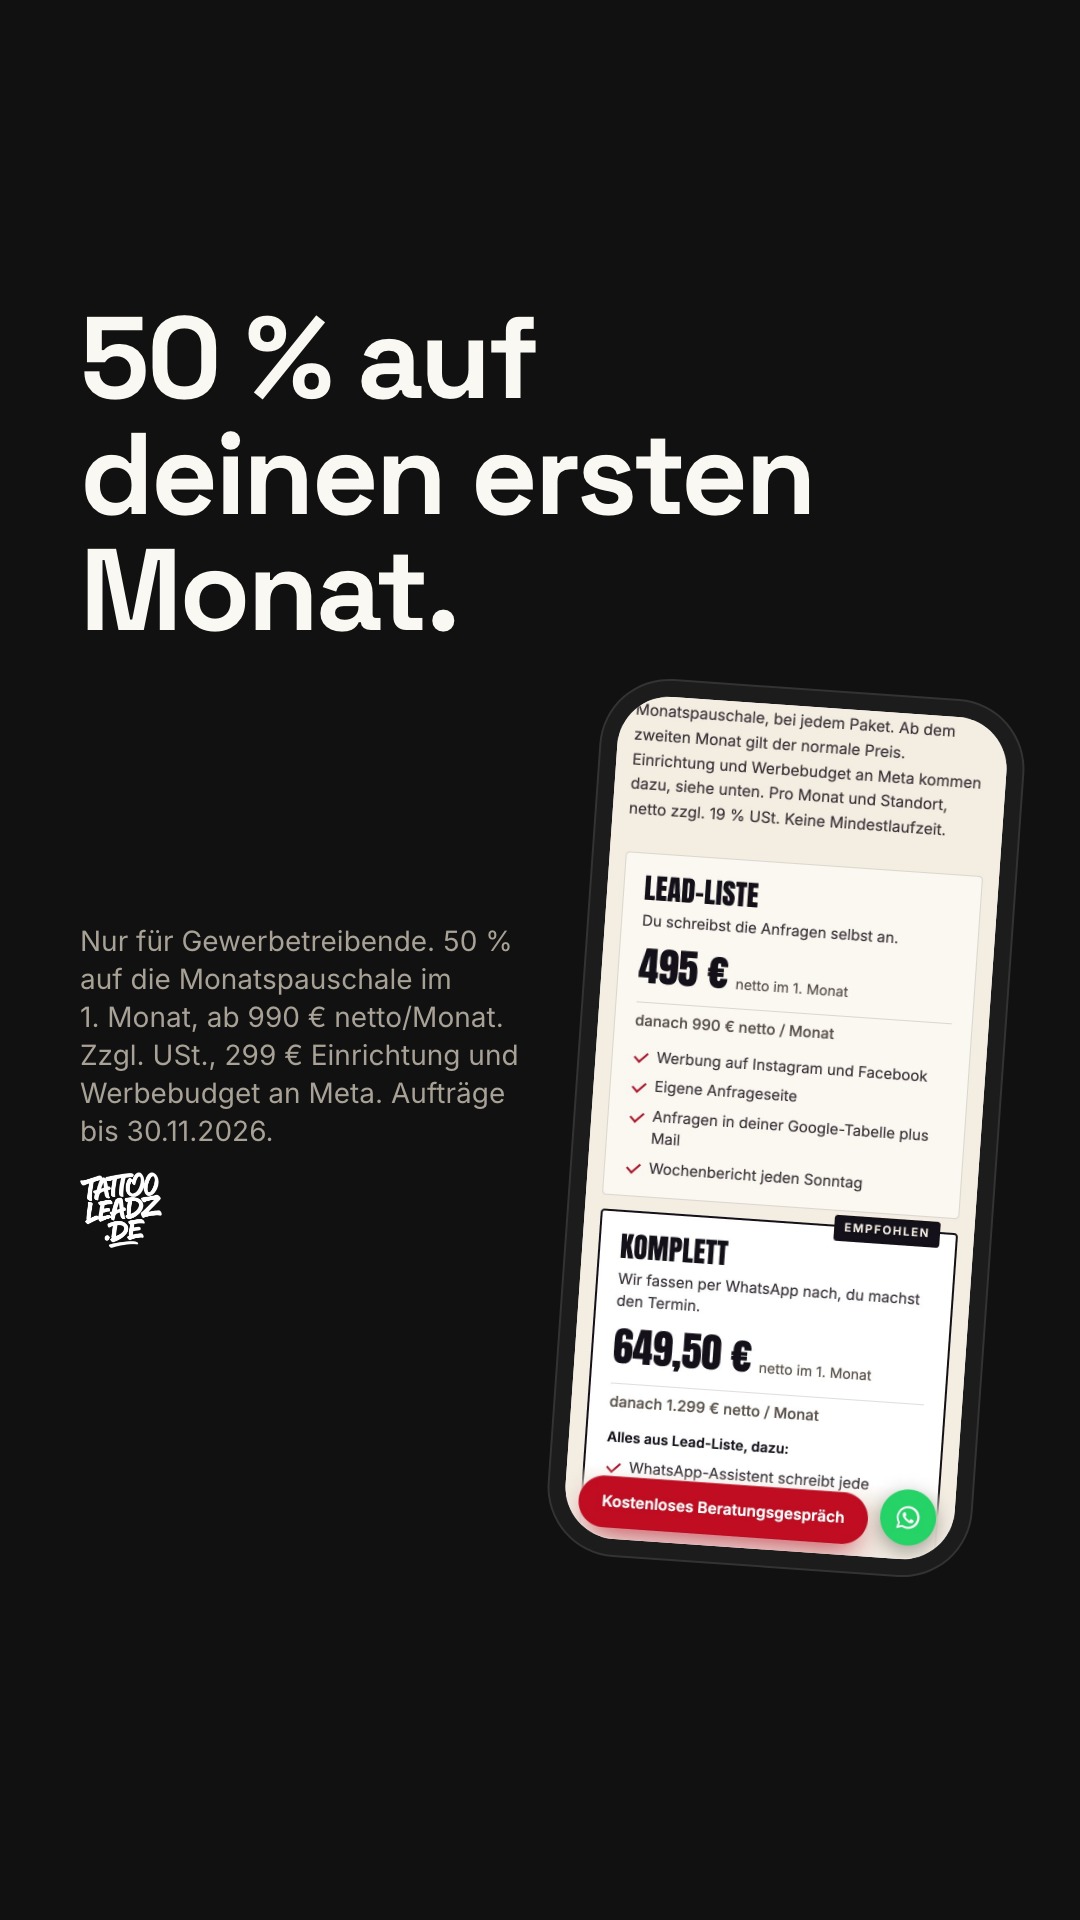 50 % auf
deinen ersten
Monat.
Nur für Gewerbetreibende. 50 %
auf die Monatspauschale im
1. Monat, ab 990 € netto/Monat.
Zzgl. USt., 299 € Einrichtung und
Werbebudget an Meta. Aufträge
bis 30.11.2026.
TATTOO
LEADZ
.DE
Monatspauschale, bei jedem Paket. Ab dem
zweiten Monat gilt der normale Preis.
Einrichtung und Werbebudget an Meta kommen
dazu, siehe unten. Pro Monat und Standort,
netto zzgl. 19 % USt. Keine Mindestlaufzeit.
LEAD-LISTE
Du schreibst die Anfragen selbst an.
495 € netto im 1. Monat
danach 990 € netto / Monat
Werbung auf Instagram und Facebook
Eigene Anfrageseite
Anfragen in deiner Google-Tabelle plus
Mail
Wochenbericht jeden Sonntag
EMPFOHLEN
KOMPLETT
Wir fassen per WhatsApp nach, du machst
den Termin.
649,50 € netto im 1. Monat
danach 1.299 € netto / Monat
Alles aus Lead-Liste, dazu:
WhatsApp-Assistent schreibt jede
Kostenloses Beratungsgespräch